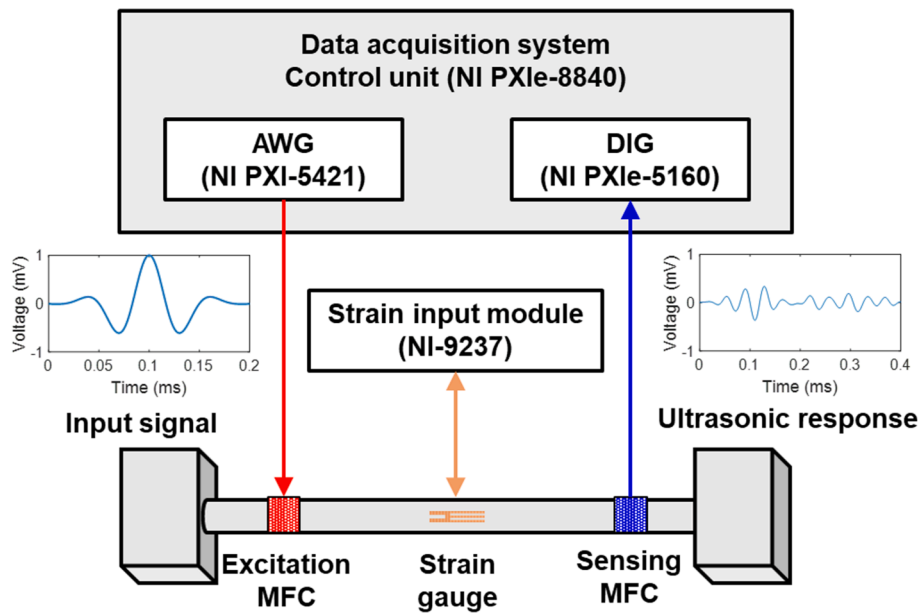 Data acquisition system
Control unit (NI PXIe-8840)
AWG
(NI PXI-5421)
DIG
(NI PXIe-5160)
Voltage (mV)
1
0
-1
0
0.05
0.1
0.15
0.2
Time (ms)
Input signal
Strain input module
(NI-9237)
Voltage (mV)
1
0
-1
0
0.1
0.2
0.3
0.4
Time (ms)
Ultrasonic response
Excitation
MFC
Strain
gauge
Sensing
MFC